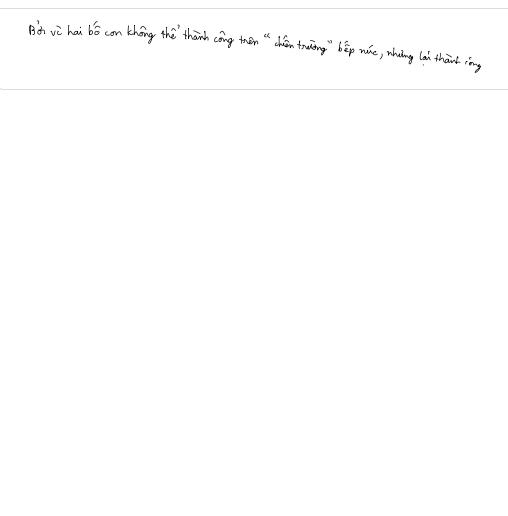 Bởi vì hai bố con không thể thành công trên "chiến trường" bếp núc, nhưng lại thành công